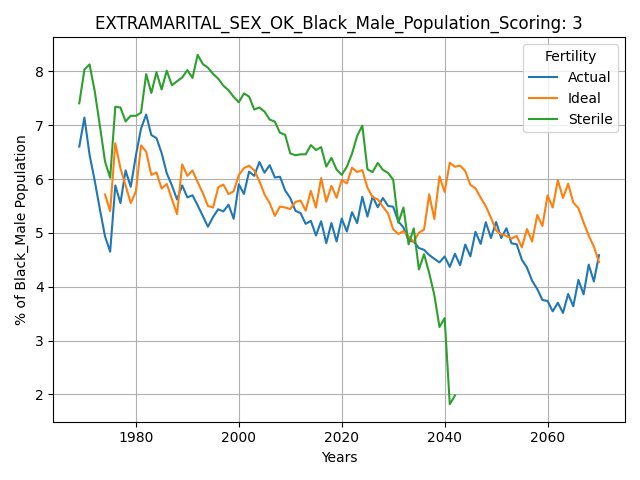 EXTRAMARITAL_SEX_OK_Black_Male_Population_Scoring: 3
Fertility
Actual
Ideal
Sterile
% of Black_Male Population
8
7
6
5
4
3
2
1980 2000 2020 2040 2060
Years